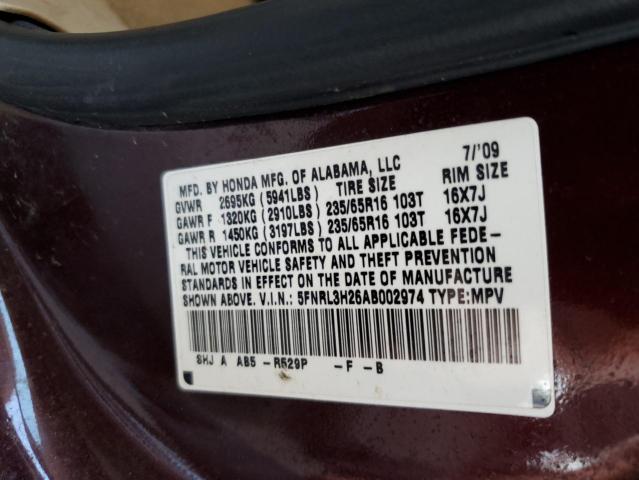 MFD. BY HONDA MFG. OF ALABAMA, LLC 7/'09
GVWR 2695KG (5941LBS) TIRE SIZE RIM SIZE
GAWR F 1320KG (2910LBS) 235/65R16 103T 16X7J
GAWR R 1450KG (3197LBS) 235/65R16 103T 16X7J
THIS VEHICLE CONFORMS TO ALL APPLICABLE FEDE-
RAL MOTOR VEHICLE SAFETY AND THEFT PREVENTION
STANDARDS IN EFFECT ON THE DATE OF MANUFACTURE
SHOWN ABOVE. V.I.N.: 5FNRL3H26AB002974 TYPE:MPV
SHJ A AB5 -R529P -F -B